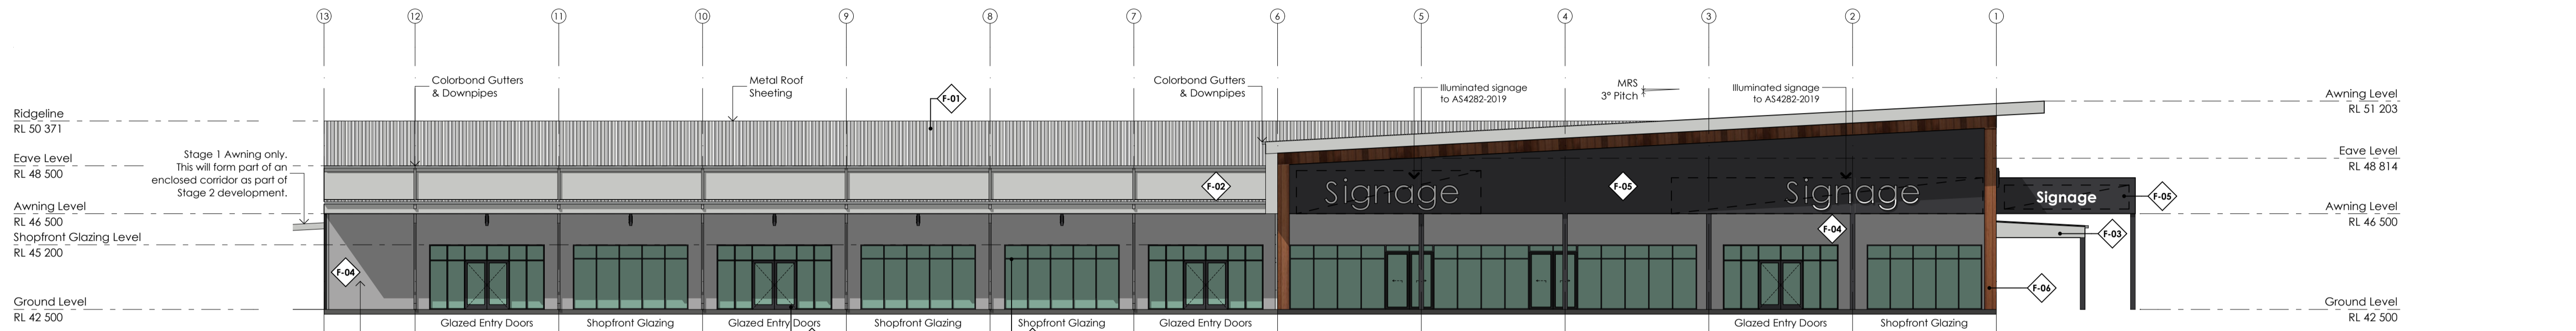 13
12
11
10
9
8
7
6
5
4
3
2
1
Colorbond Gutters
& Downpipes
Metal Roof
Sheeting
F-01
Colorbond Gutters
& Downpipes
Illuminated signage
to AS4282-2019
MRS
3° Pitch
Illuminated signage
to AS4282-2019
Ridgeline
RL 50 371
Eave Level
RL 48 500
Awning Level
RL 46 500
Shopfront Glazing Level
RL 45 200
Ground Level
RL 42 500
Stage 1 Awning only.
This will form part of an
enclosed corridor as part of
Stage 2 development.
Awning Level
RL 51 203
Eave Level
RL 48 814
Awning Level
RL 46 500
Ground Level
RL 42 500
F-02
Signage
F-05
Signage
Signage
F-05
F-04
F-03
F-04
F-06
Glazed Entry Doors
Shopfront Glazing
Glazed Entry Doors
Shopfront Glazing
Shopfront Glazing
Glazed Entry Doors
Glazed Entry Doors
Shopfront Glazing